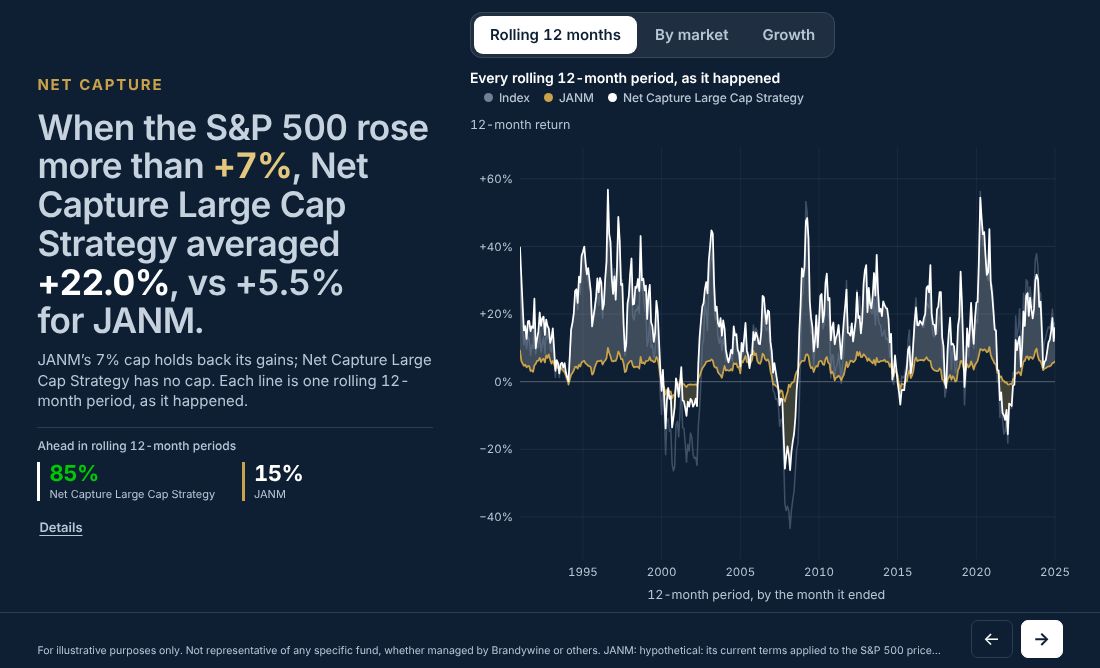 Rolling 12 months
By market
Growth
NET CAPTURE
When the S&P 500 rose
more than +7%, Net
Capture Large Cap
Strategy averaged
+22.0%, vs +5.5%
for JANM.
JANM’s 7% cap holds back its gains; Net Capture Large
Cap Strategy has no cap. Each line is one rolling 12-
month period, as it happened.
Ahead in rolling 12-month periods
85%
Net Capture Large Cap Strategy
15%
JANM
Details
Every rolling 12-month period, as it happened
Index
JANM
Net Capture Large Cap Strategy
12-month return
+60%
+40%
+20%
0%
−20%
−40%
1995
2000
2005
2010
2015
2020
2025
12-month period, by the month it ended
For illustrative purposes only. Not representative of any specific fund, whether managed by Brandywine or others. JANM: hypothetical: its current terms applied to the S&P 500 price...